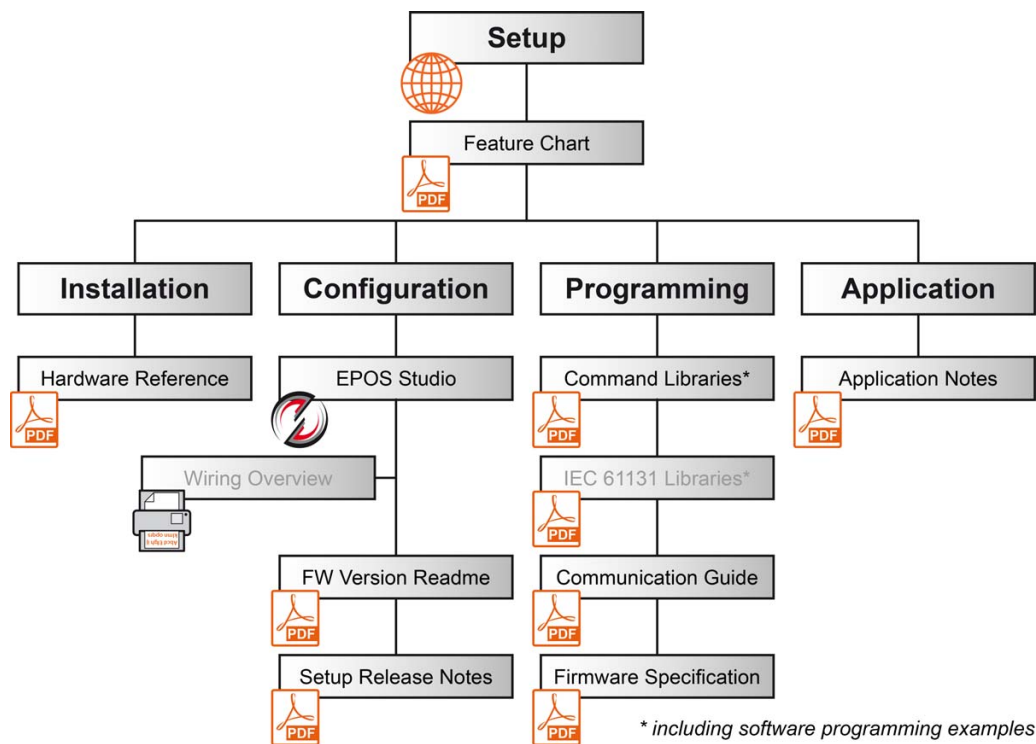 Setup
Feature Chart
PDF
Installation
Configuration
Programming
Application
Hardware Reference
PDF
EPOS Studio
Command Libraries*
PDF
Application Notes
PDF
Wiring Overview
IEC 61131 Libraries*
PDF
FW Version Readme
PDF
Communication Guide
PDF
Setup Release Notes
PDF
Firmware Specification
PDF
* including software programming examples